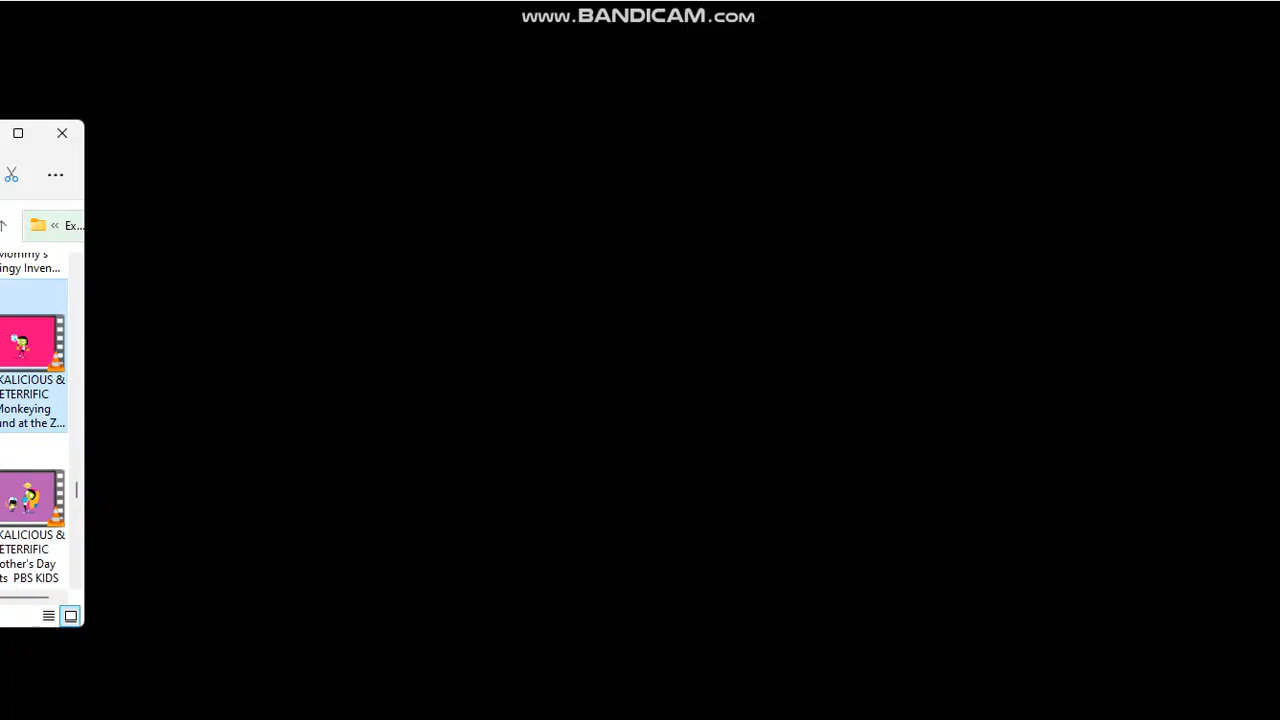 www.BANDICAM.com
« Ex...
Mommy's
ingy Inven...
KALICIOUS &
ETERRIFIC
Monkeying
und at the Z...
KALICIOUS &
ETERRIFIC
other's Day
ts PBS KIDS